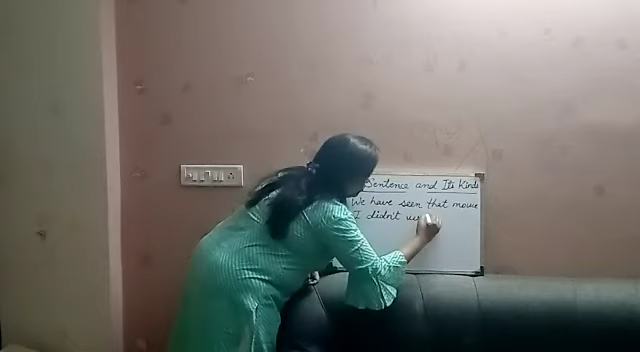 Sentence and Its Kinds
We have seen that movie
I didn't